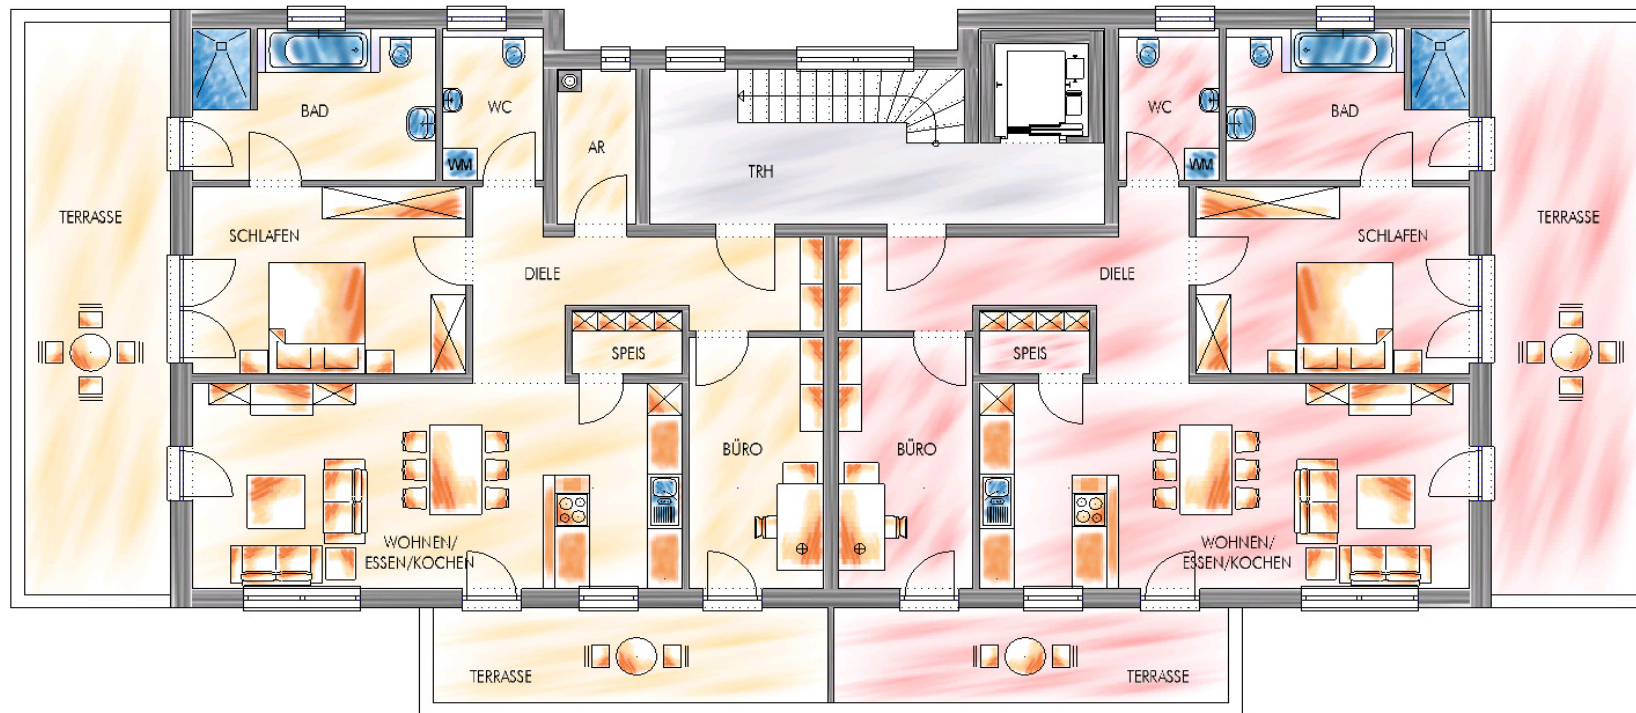 BAD
WC
WC
BAD
AR
WM
WM
TRH
TERRASSE
TERRASSE
SCHLAFEN
SCHLAFEN
DIELE
DIELE
SPEIS
SPEIS
BÜRO
BÜRO
WOHNEN/
ESSEN/KOCHEN
WOHNEN/
ESSEN/KOCHEN
TERRASSE
TERRASSE